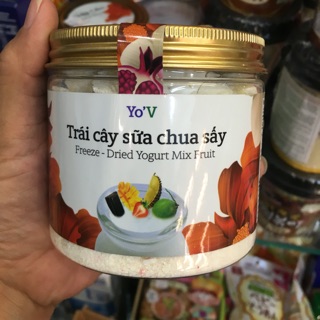 Yo'V
Trái cây sữa chua sấy
Freeze - Dried Yogurt Mix Fruit